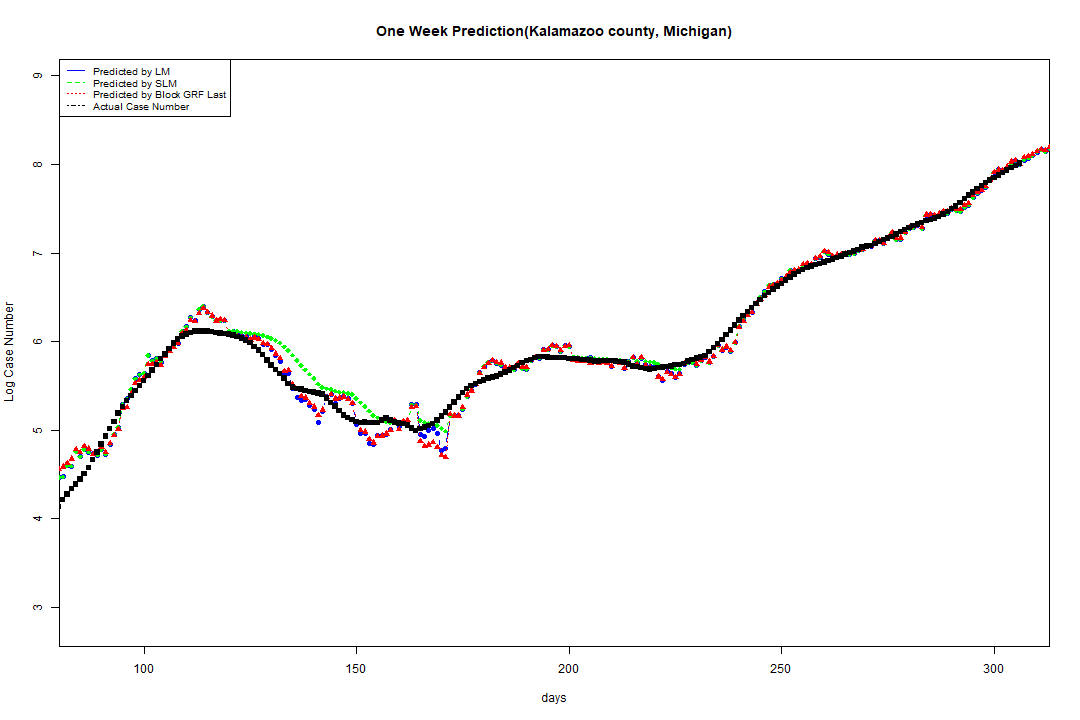 One Week Prediction(Kalamazoo county, Michigan)
Predicted by LM
Predicted by SLM
Predicted by Block GRF Last
Actual Case Number
9
8
7
6
5
4
3
Log Case Number
100 150 200 250 300
days